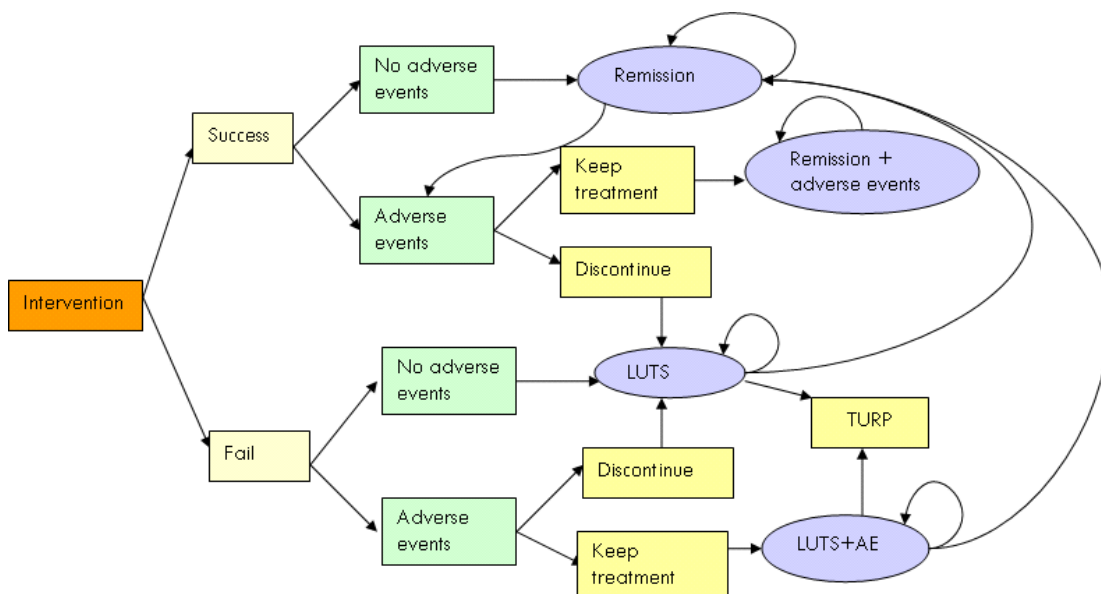 No adverse
events
Remission
Success
Remission +
adverse events
Keep
treatment
Adverse
events
Discontinue
Intervention
No adverse
events
LUTS
TURP
Fail
Discontinue
Adverse
events
Keep
treatment
LUTS+AE